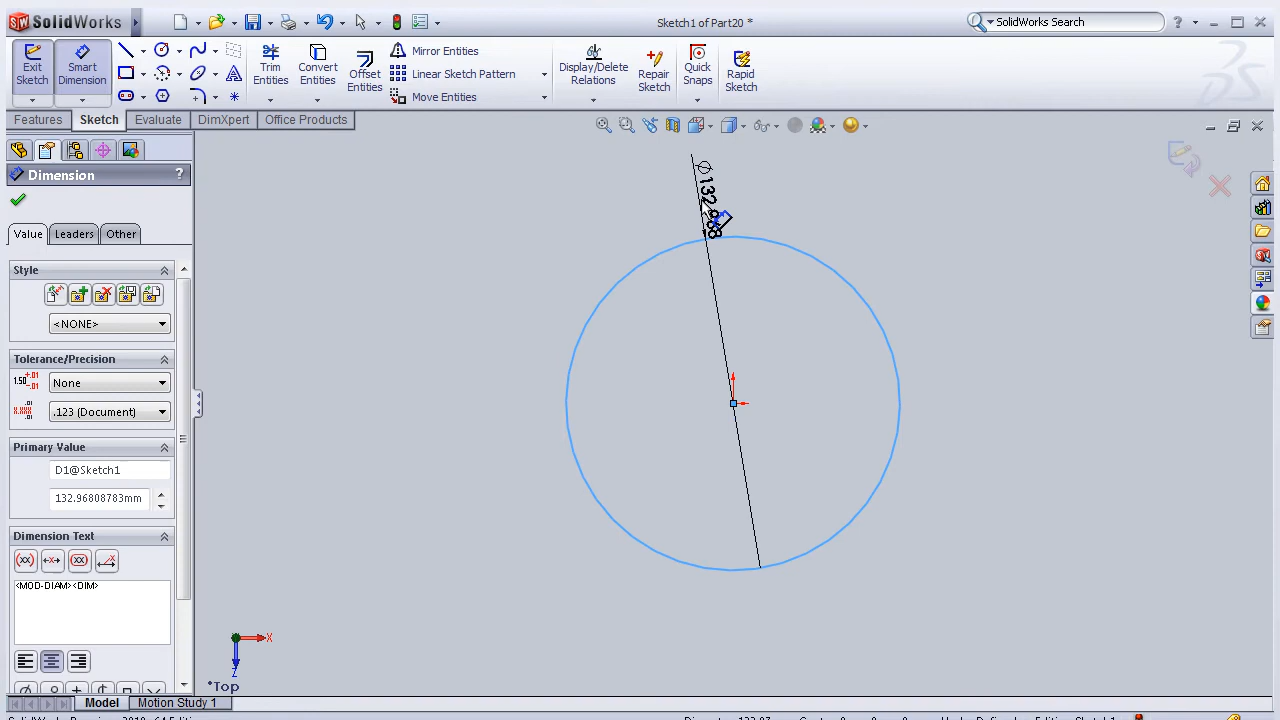 SolidWorks
Sketch1 of Part20 *
SolidWorks Search
Exit Sketch
Smart Dimension
Trim Entities
Convert Entities
Offset Entities
Mirror Entities
Linear Sketch Pattern
Move Entities
Display/Delete Relations
Repair Sketch
Quick Snaps
Rapid Sketch
Features
Sketch
Evaluate
DimXpert
Office Products
Dimension
?
Value
Leaders
Other
Style
<NONE>
Tolerance/Precision
None
.123 (Document)
Primary Value
D1@Sketch1
132.96808783mm
Dimension Text
<MOD-DIAM><DIM>
X
Z
*Top
Model
Motion Study 1